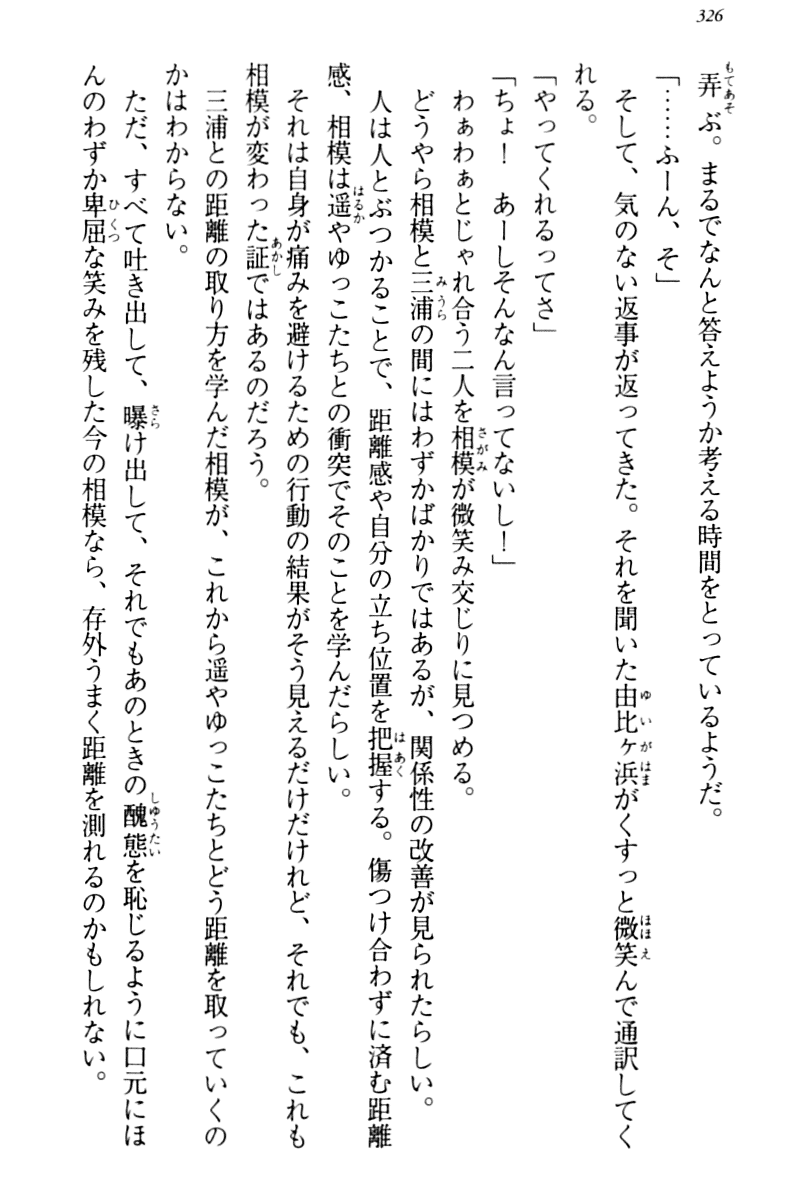 326
弄ぶ。まるでなんと答えようか考える時間をとっているようだ。
「……ふーん、そ」
そして、気のない返事が返ってきた。それを聞いた由比ヶ浜がくすっと微笑んで通訳してく
れる。
「やってくれるってさ」
「ちょ！　あーしそんなん言ってないし！」
わぁわぁとじゃれ合う二人を相模が微笑み交じりに見つめる。
どうやら相模と三浦の間にはわずかばかりではあるが、関係性の改善が見られたらしい。
人は人とぶつかることで、距離感や自分の立ち位置を把握する。傷つけ合わずに済む距離
感、相模は遥やゆっこたちとの衝突でそのことを学んだらしい。
それは自身が痛みを避けるための行動の結果がそう見えるだけだけれど、それでも、これも
相模が変わった証ではあるのだろう。
三浦との距離の取り方を学んだ相模が、これから遥やゆっこたちとどう距離を取っていくの
かはわからない。
ただ、すべて吐き出して、曝け出して、それでもあのときの醜態を恥じるように口元にほ
んのわずか卑屈な笑みを残した今の相模なら、存外うまく距離を測れるのかもしれない。